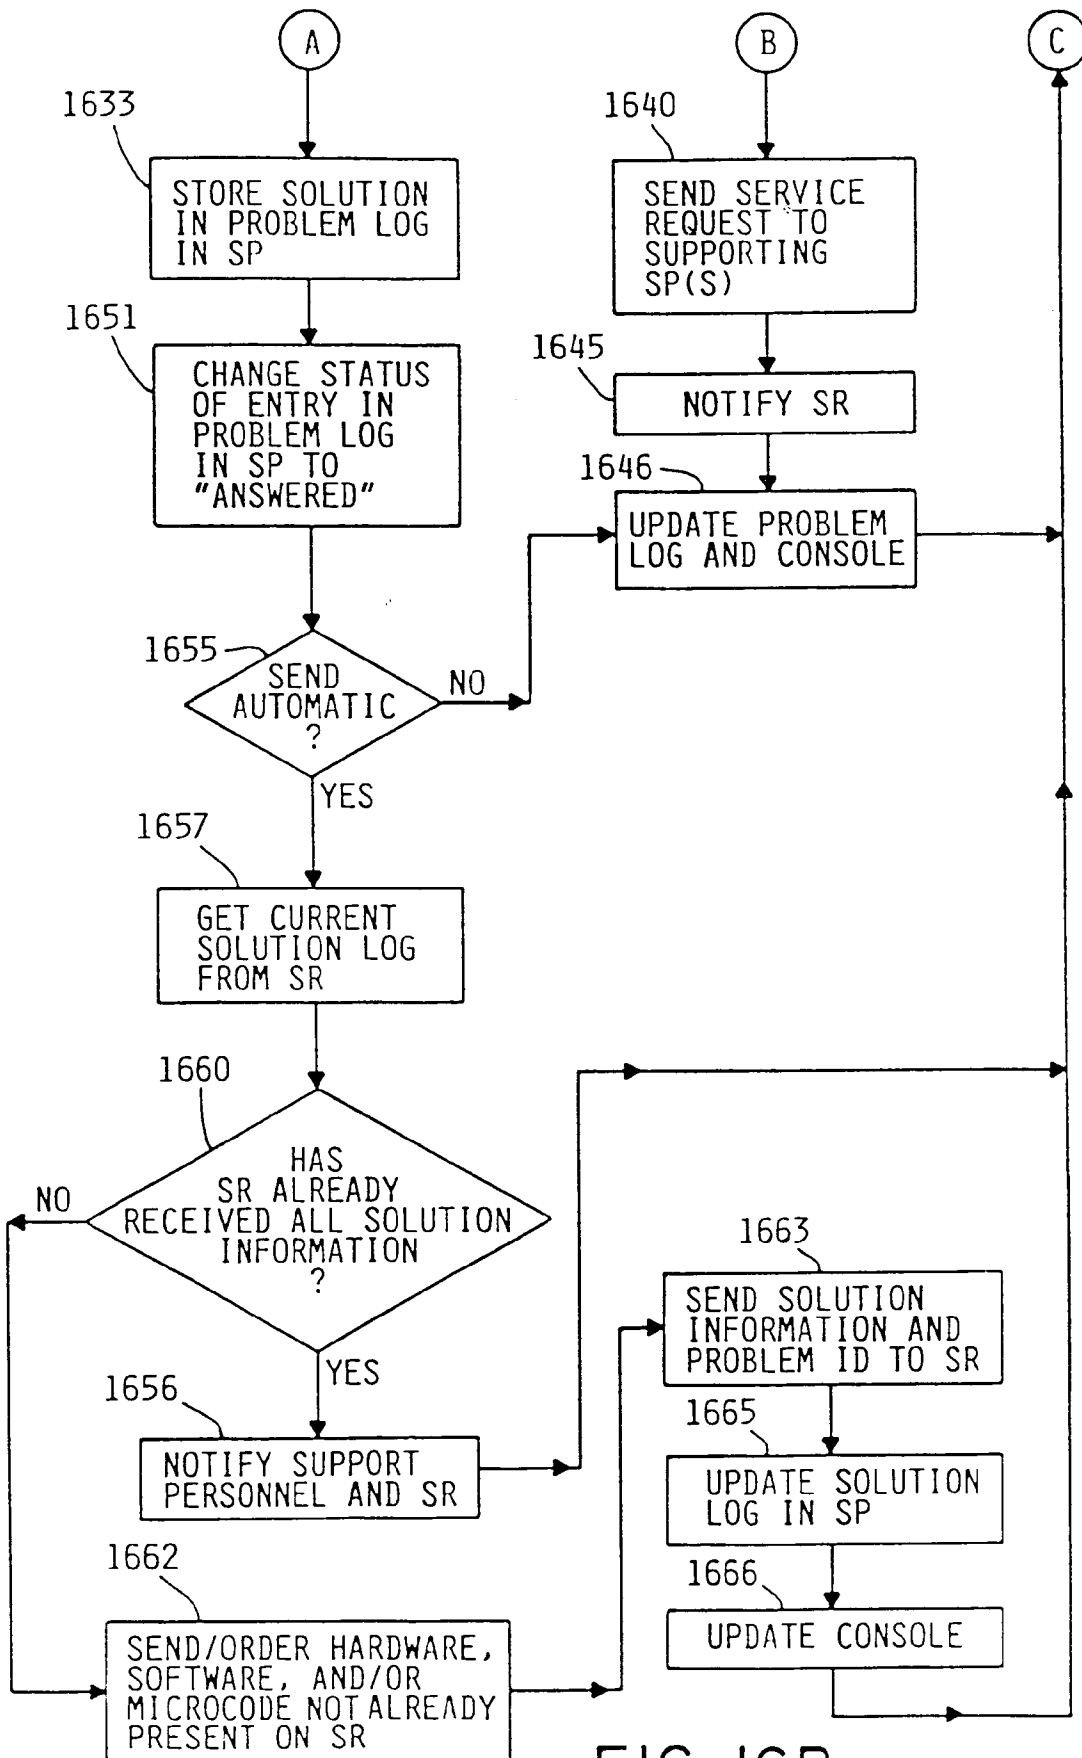 A
B
C
1633
STORE SOLUTION
IN PROBLEM LOG
IN SP
1640
SEND SERVICE
REQUEST TO
SUPPORTING
SP(S)
1651
CHANGE STATUS
OF ENTRY IN
PROBLEM LOG
IN SP TO
"ANSWERED"
1645
NOTIFY SR
1646
UPDATE PROBLEM
LOG AND CONSOLE
1655
SEND
AUTOMATIC
?
NO
YES
1657
GET CURRENT
SOLUTION LOG
FROM SR
1660
HAS
SR ALREADY
RECEIVED ALL SOLUTION
INFORMATION
?
NO
YES
1656
NOTIFY SUPPORT
PERSONNEL AND SR
1662
SEND/ORDER HARDWARE,
SOFTWARE, AND/OR
MICROCODE NOT ALREADY
PRESENT ON SR
1663
SEND SOLUTION
INFORMATION AND
PROBLEM ID TO SR
1665
UPDATE SOLUTION
LOG IN SP
1666
UPDATE CONSOLE